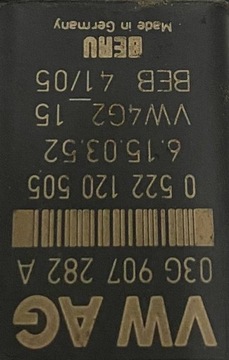 VW AG
03G 907 282 A
0 522 120 505
6.15.03.52
VW4G2_15
BEB 41/05
BERU
Made in Germany